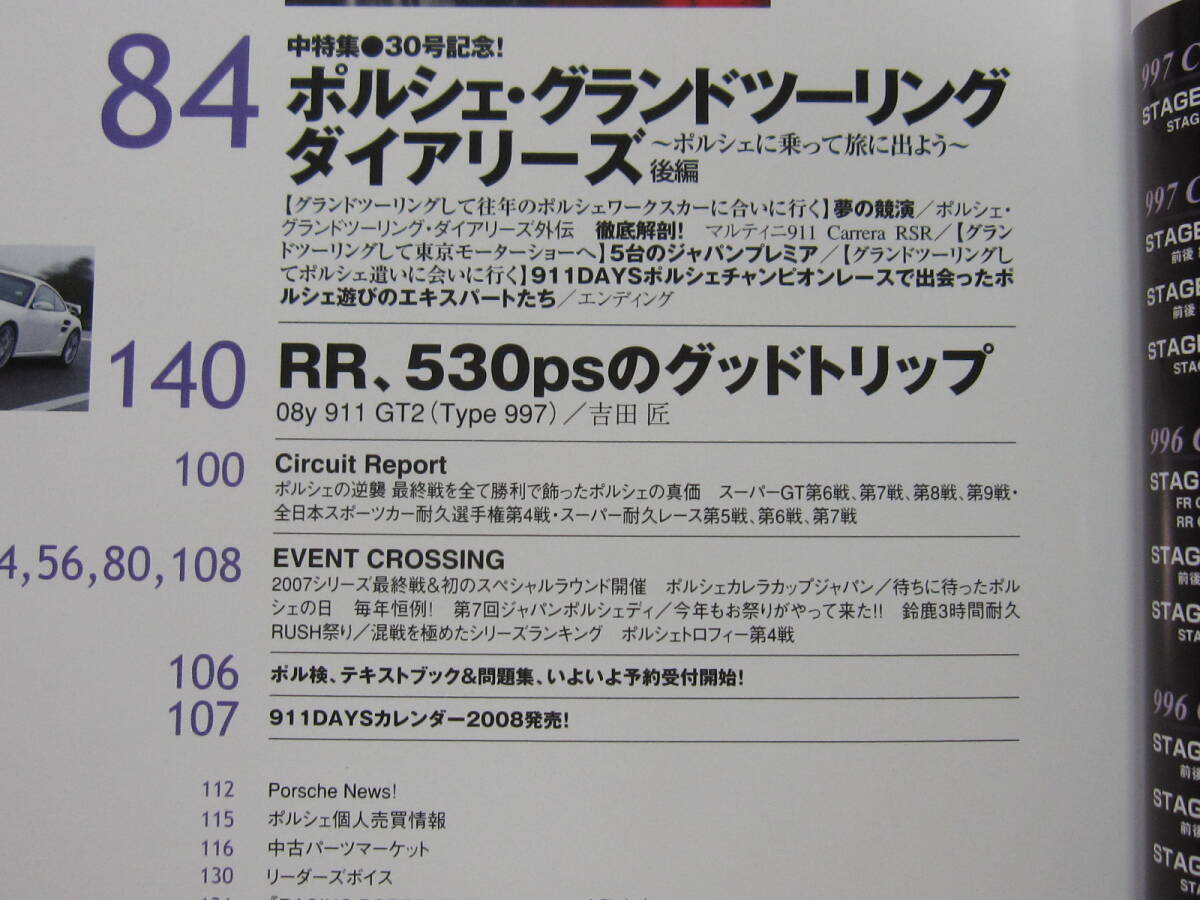 84
中特集●30号記念!
ポルシェ・グランドツーリング
ダイアリーズ
～ポルシェに乗って旅に出よう～
後編
【グランドツーリングして往年のポルシェワークスカーに合いに行く】夢の競演／ポルシェ・
グランドツーリング・ダイアリーズ外伝　徹底解剖!　マルティニ911 Carrera RSR／【グラン
ドツーリングして東京モーターショーへ】5台のジャパンプレミア／【グランドツーリングし
てポルシェ遣いに会いに行く】911DAYSポルシェチャンピオンレースで出会ったポ
ルシェ遊びのエキスパートたち／エンディング
140
RR、530psのグッドトリップ
08y 911 GT2（Type 997）／吉田 匠
100
Circuit Report
ポルシェの逆襲 最終戦を全て勝利で飾ったポルシェの真価　スーパーGT第6戦、第7戦、第8戦、第9戦・
全日本スポーツカー耐久選手権第4戦・スーパー耐久レース第5戦、第6戦、第7戦
4,56,80,108
EVENT CROSSING
2007シリーズ最終戦&初のスペシャルラウンド開催　ポルシェカレラカップジャパン／待ちに待ったポル
シェの日　毎年恒例!　第7回ジャパンポルシェディ／今年もお祭りがやって来た!!　鈴鹿3時間耐久
RUSH祭り／混戦を極めたシリーズランキング　ポルシェトロフィー第4戦
106
ポル検、テキストブック&問題集、いよいよ予約受付開始!
107
911DAYSカレンダー2008発売!
112 Porsche News!
115 ポルシェ個人売買情報
116 中古パーツマーケット
130 リーダーズボイス
997 C
STAGE
STAG
997 C
STAGE
前後
STAGE
前後
STAG
STAG
996 C
STAG
FR C
RR C
STAG
前後
STAG
STA
996
STAG
前後
STAG
前後
STAG
STA